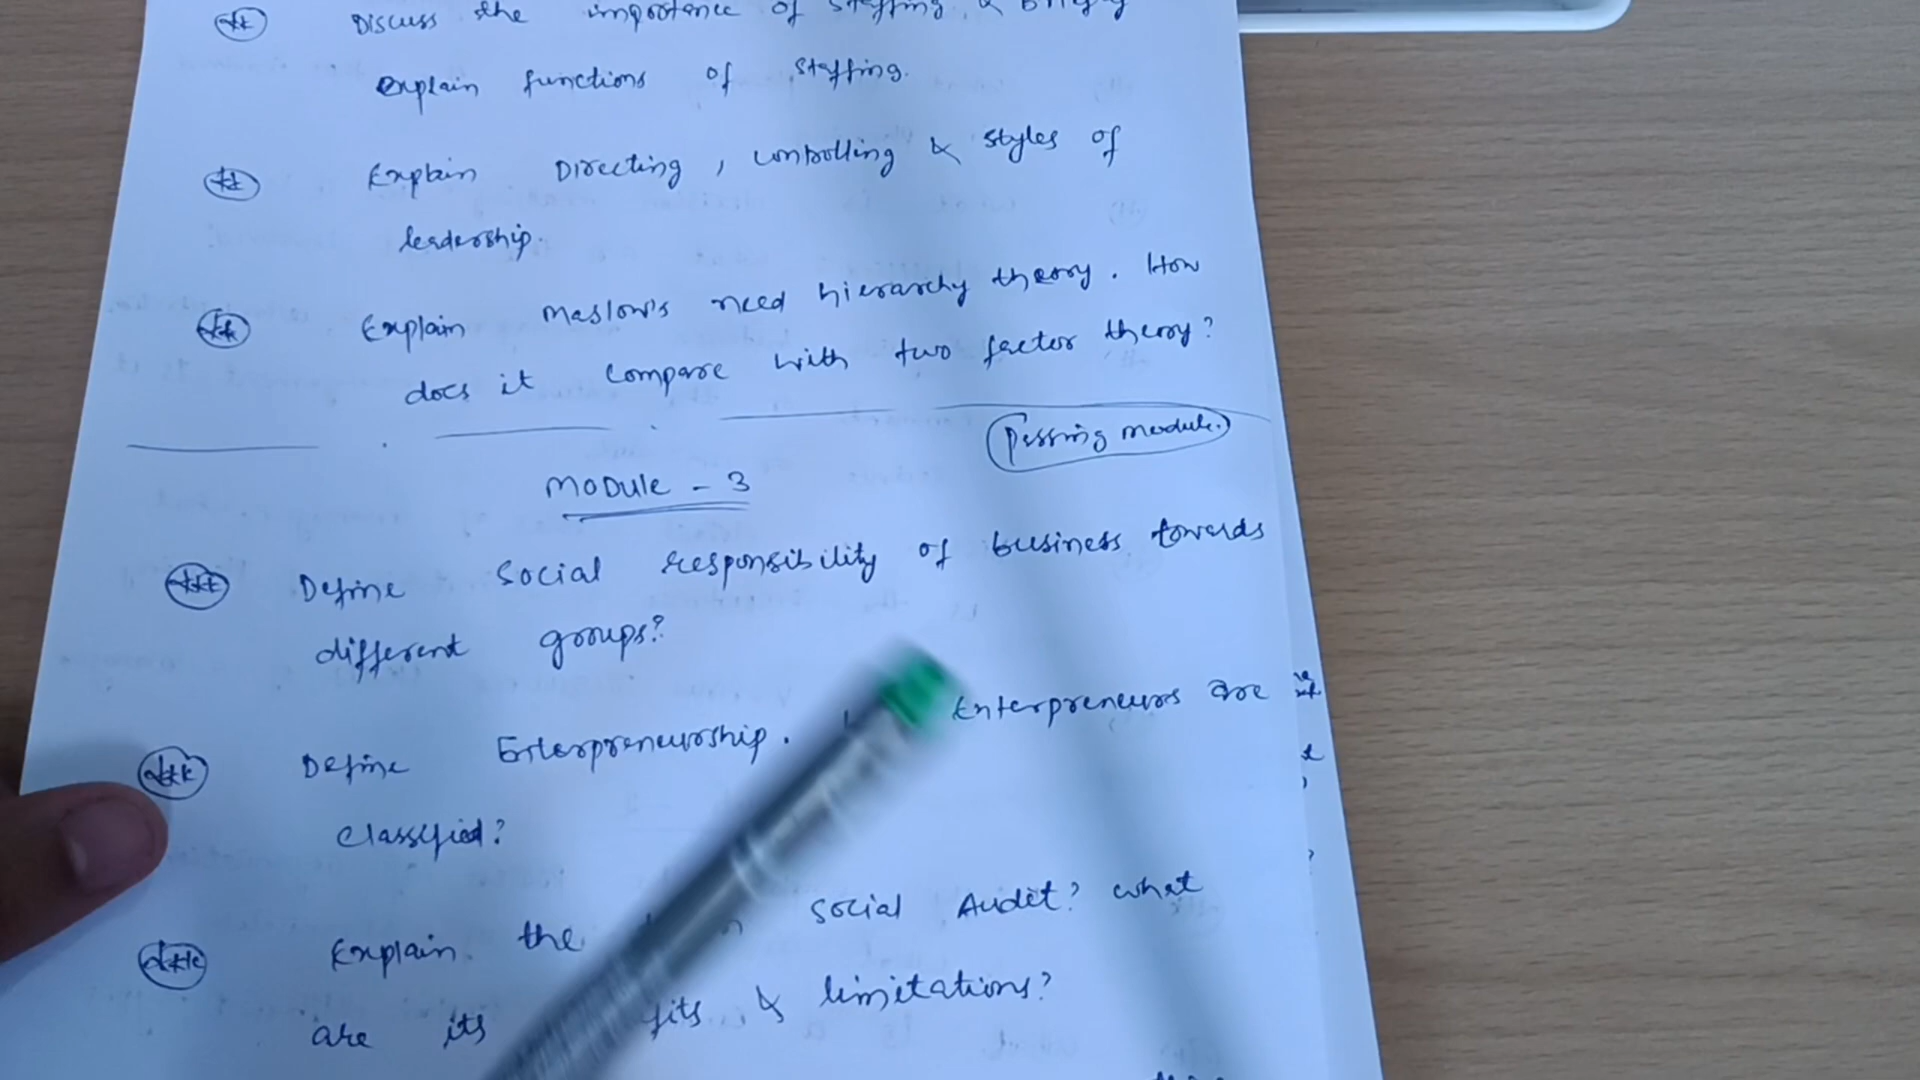 ** Discuss the importance of staffing & briefly
explain functions of staffing.
** Explain Directing, controlling & styles of
leadership.
** Explain Maslow's need hierarchy theory. How
does it compare with two factor theory?
Passing module.
MODULE - 3
*** Define social responsibility of business towards
different groups?
*** Define Enterpreneurship. Enterpreneurs are
classified?
*** Explain the social Audit? what
are its & limitations?